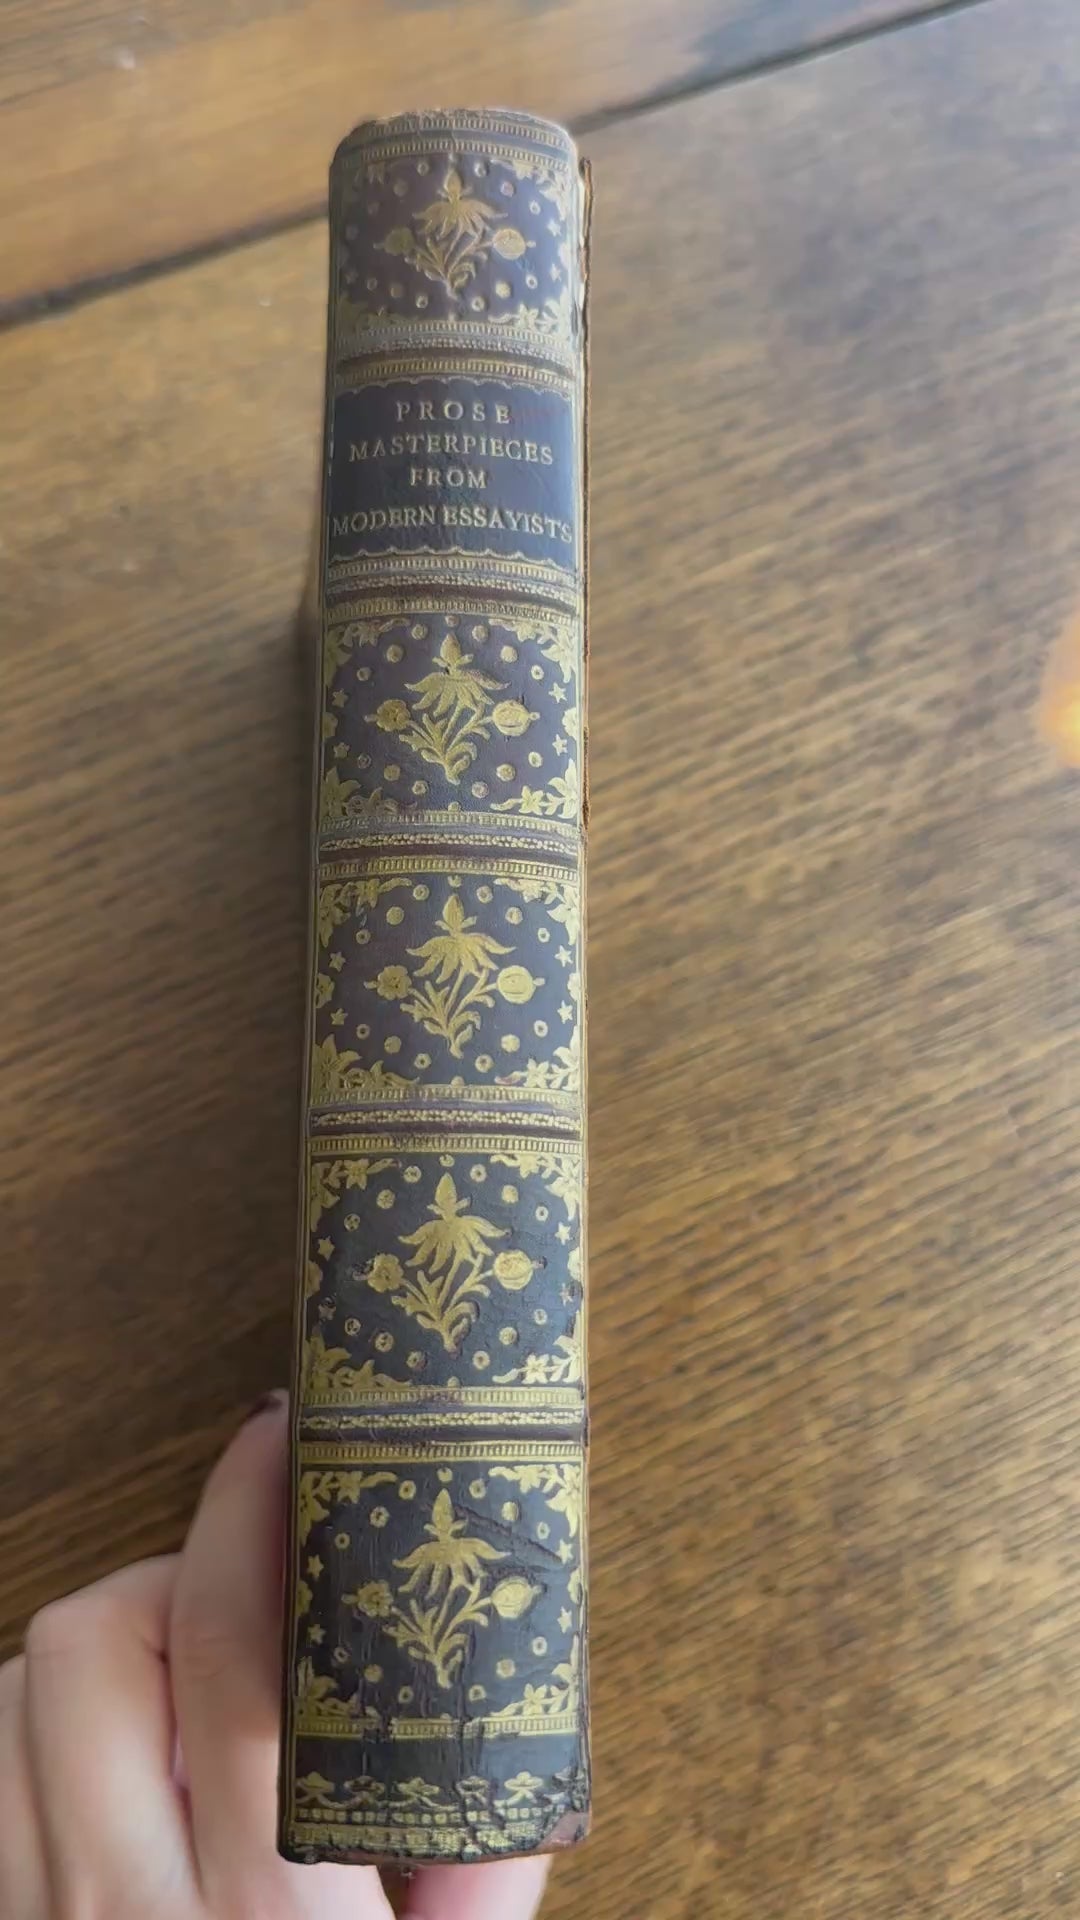 PROSE
MASTERPIECES
FROM
MODERN ESSAYISTS